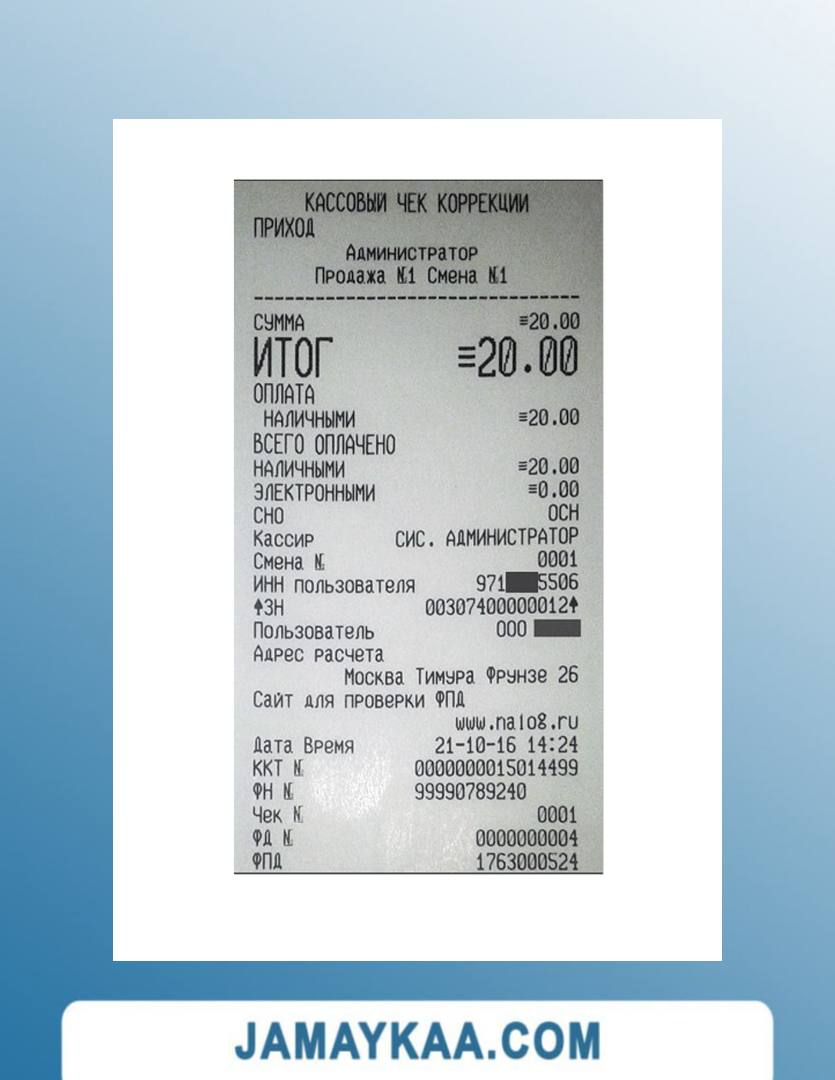 КАССОВЫЙ ЧЕК КОРРЕКЦИИ
ПРИХОД
Администратор
Продажа №1 Смена №1
--------------------------------
СУММА ≡20.00
ИТОГ ≡20.00
ОПЛАТА
НАЛИЧНЫМИ ≡20.00
ВСЕГО ОПЛАЧЕНО
НАЛИЧНЫМИ ≡20.00
ЭЛЕКТРОННЫМИ ≡0.00
СНО ОСН
Кассир СИС. АДМИНИСТРАТОР
Смена № 0001
ИНН пользователя 971 5506
↑ЗН 00307400000012↑
Пользователь ООО
Адрес расчета
Москва Тимура Фрунзе 26
Сайт для проверки ФПД
www.nalog.ru
Дата Время 21-10-16 14:24
ККТ № 0000000015014499
ФН № 99990789240
Чек № 0001
ФД № 0000000004
ФПД 1763000524
JAMAYKAA.COM